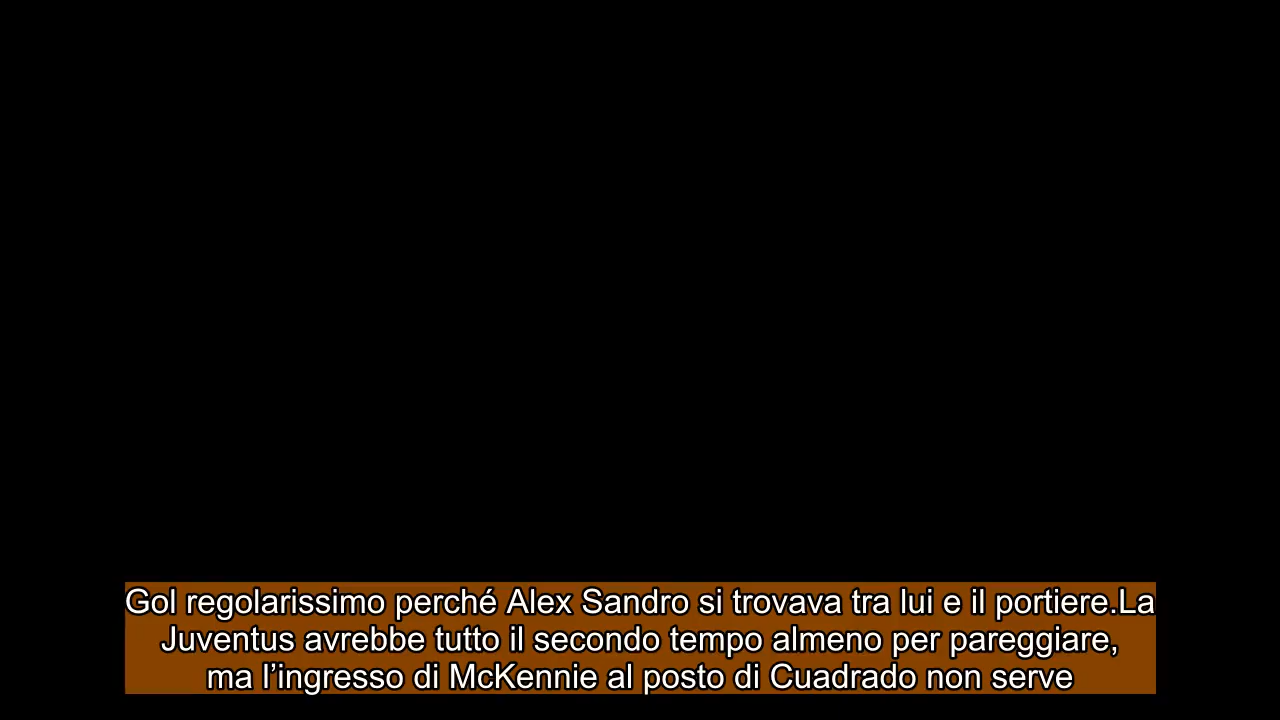 Gol regolarissimo perché Alex Sandro si trovava tra lui e il portiere.La
Juventus avrebbe tutto il secondo tempo almeno per pareggiare,
ma l’ingresso di McKennie al posto di Cuadrado non serve